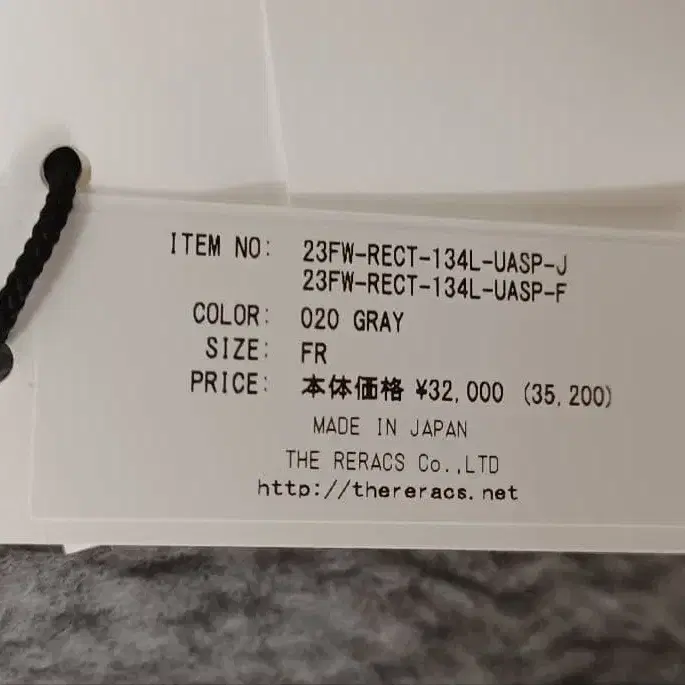 ITEM NO: 23FW-RECT-134L-UASP-J
23FW-RECT-134L-UASP-F
COLOR: 020 GRAY
SIZE: FR
PRICE: 本体価格 ¥32,000 (35,200)
MADE IN JAPAN
THE RERACS Co.,LTD
http://thereracs.net